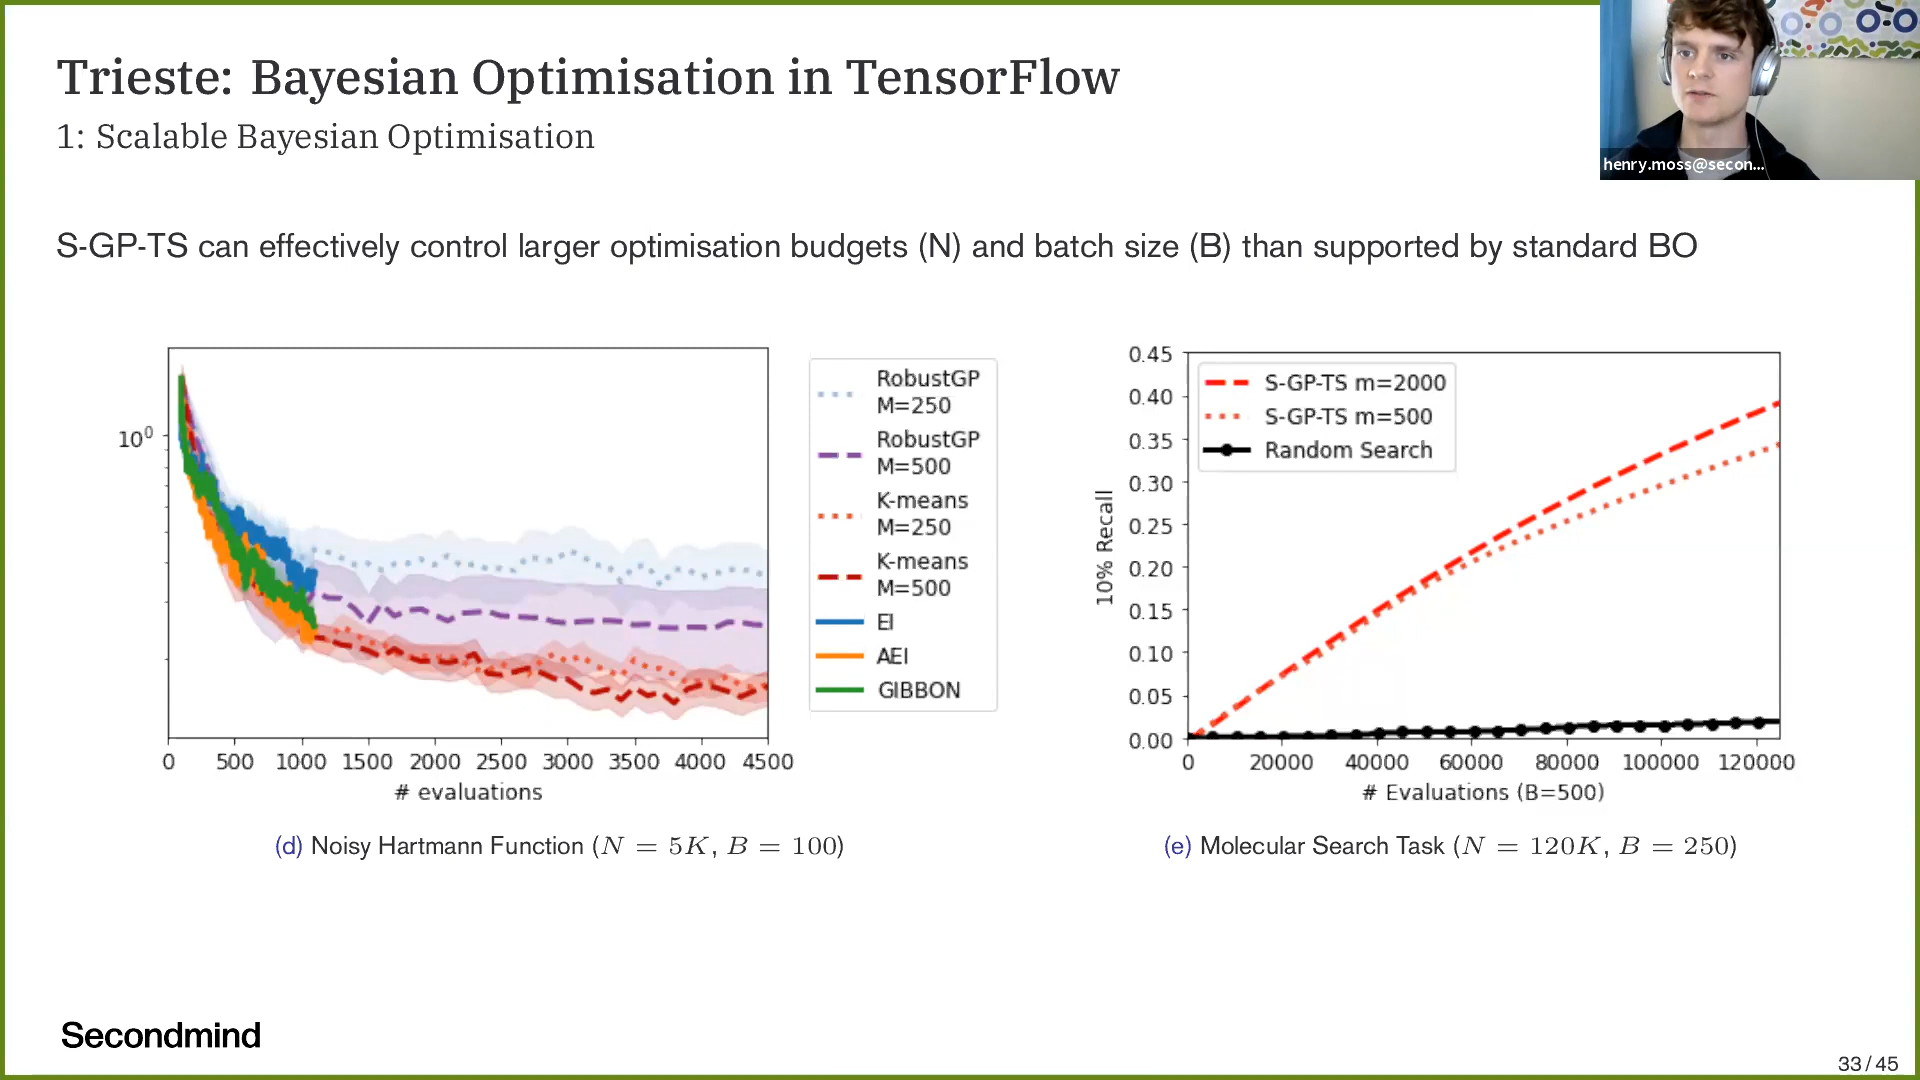 Trieste: Bayesian Optimisation in TensorFlow
1: Scalable Bayesian Optimisation
henry.moss@secon...
S-GP-TS can effectively control larger optimisation budgets (N) and batch size (B) than supported by standard BO
10^0
0 500 1000 1500 2000 2500 3000 3500 4000 4500
# evaluations
RobustGP
M=250
RobustGP
M=500
K-means
M=250
K-means
M=500
EI
AEI
GIBBON
(d) Noisy Hartmann Function (N = 5K, B = 100)
0.45
0.40
0.35
0.30
0.25
0.20
0.15
0.10
0.05
0.00
10% Recall
S-GP-TS m=2000
S-GP-TS m=500
Random Search
0 20000 40000 60000 80000 100000 120000
# Evaluations (B=500)
(e) Molecular Search Task (N = 120K, B = 250)
Secondmind
33 / 45